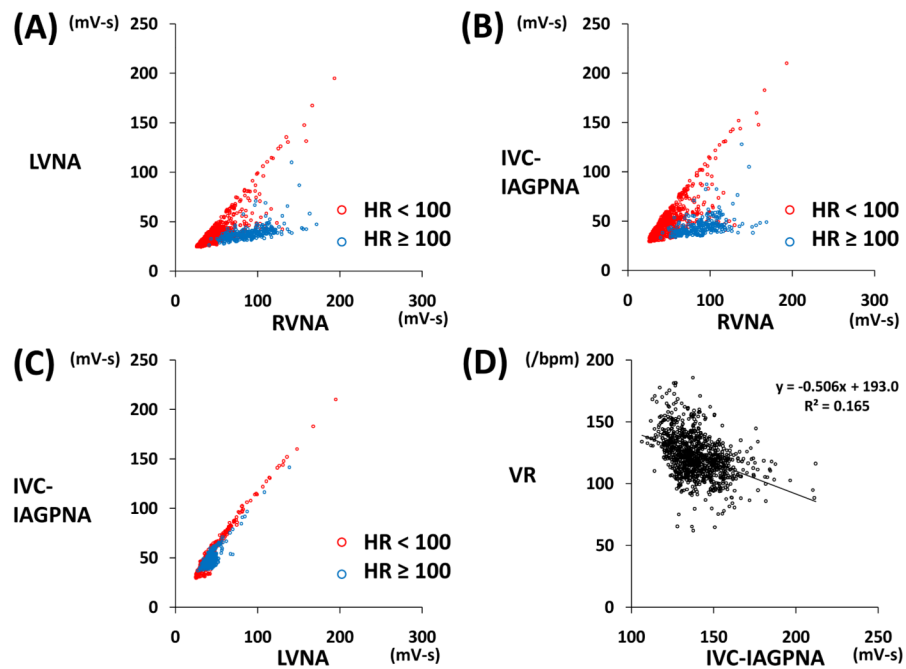 (A)
(mV-s)
250
200
150
100
50
0
LVNA
HR < 100
HR ≥ 100
0 100 200 300
RVNA
(mV-s)
(B)
(mV-s)
250
200
150
100
50
0
IVC-
IAGPNA
HR < 100
HR ≥ 100
0 100 200 300
RVNA
(mV-s)
(C)
(mV-s)
250
200
150
100
50
0
IVC-
IAGPNA
HR < 100
HR ≥ 100
0 100 200 300
LVNA
(mV-s)
(D)
(/bpm)
200
150
100
50
0
VR
y = -0.506x + 193.0
R² = 0.165
100 150 200 250
IVC-IAGPNA
(mV-s)